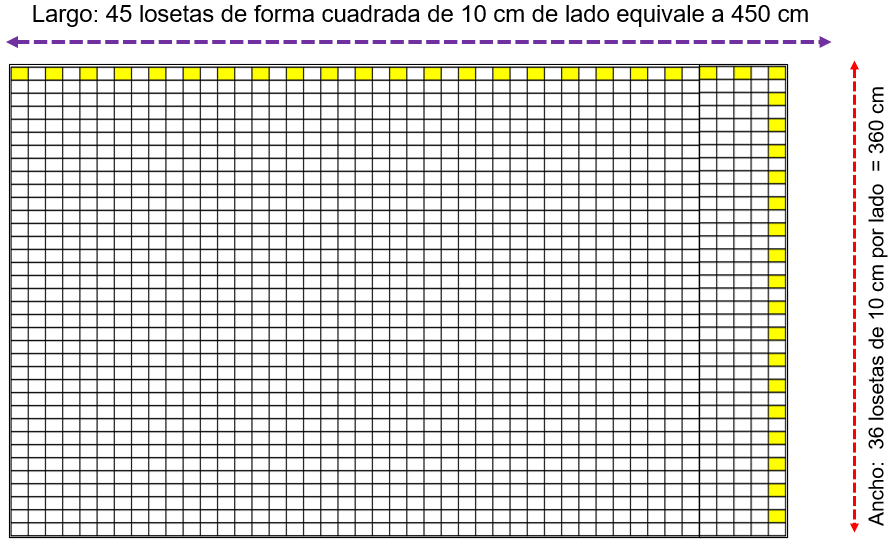 Largo: 45 losetas de forma cuadrada de 10 cm de lado equivale a 450 cm
Ancho: 36 losetas de 10 cm por lado = 360 cm